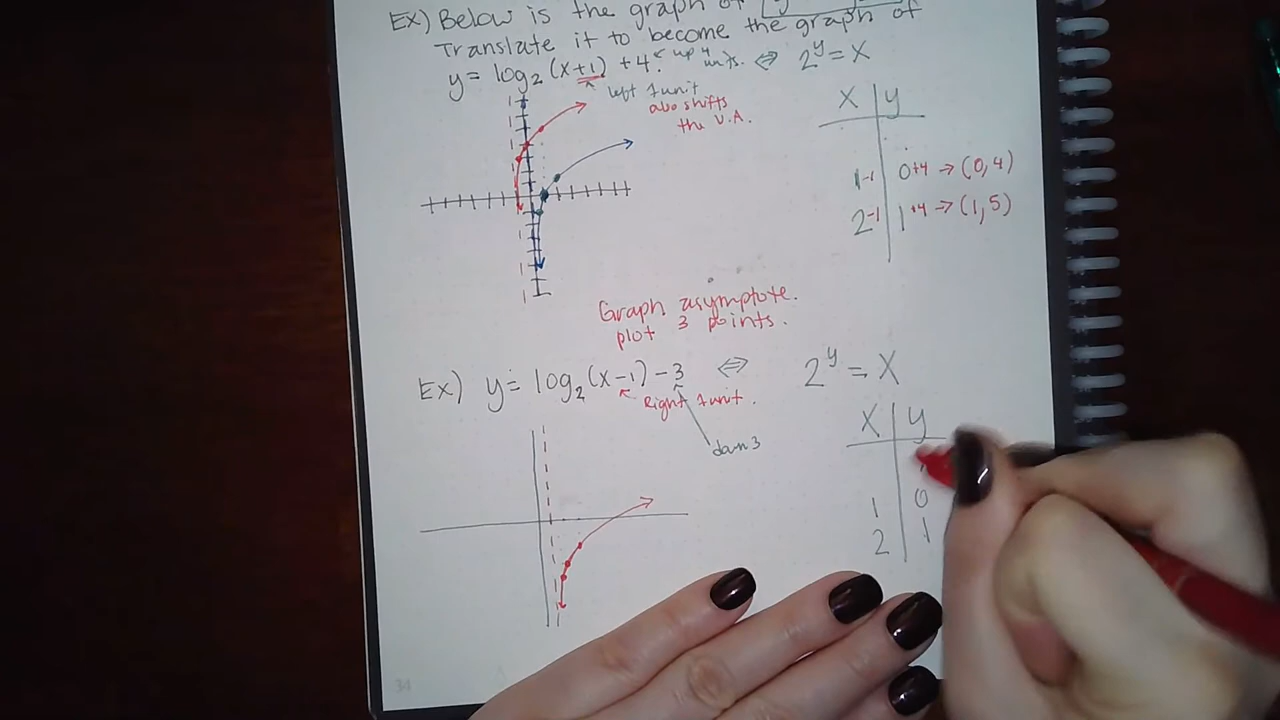 Ex) Below is the graph of
Translate it to become the graph of
y = log₂ (x+1) + 4. ← up 4 units. ⇔ 2^y = x
left 1 unit
also shifts
the V.A.
x y
1-1 0+4 → (0,4)
2-1 1+4 → (1,5)
Graph asymptote.
plot 3 points.
Ex) y = log₂(x-1) - 3 ⇔ 2^y = x
Right 1 unit.
down 3
x y
1 0
2 1
34